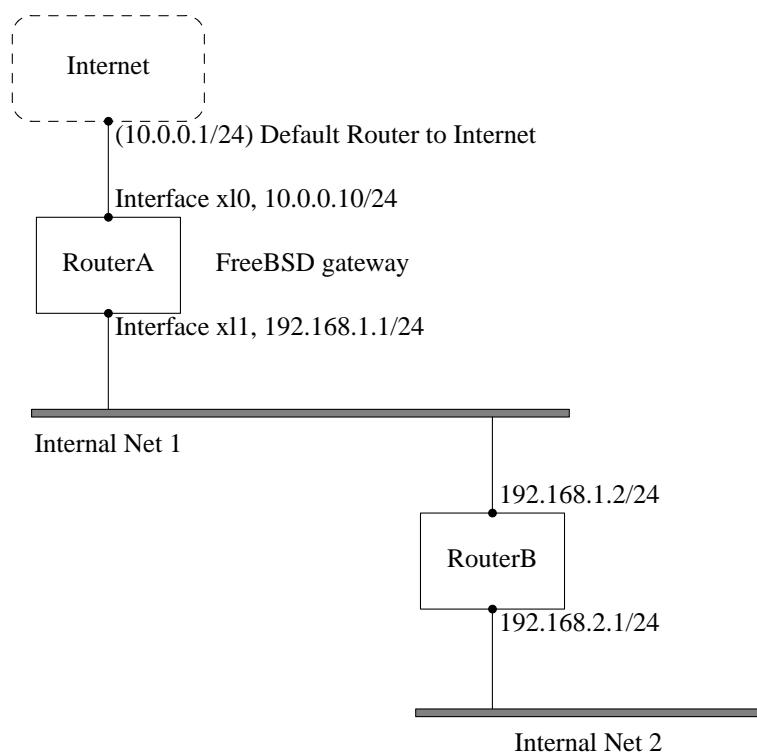 Internet
(10.0.0.1/24) Default Router to Internet
Interface xl0, 10.0.0.10/24
RouterA
FreeBSD gateway
Interface xl1, 192.168.1.1/24
Internal Net 1
192.168.1.2/24
RouterB
192.168.2.1/24
Internal Net 2